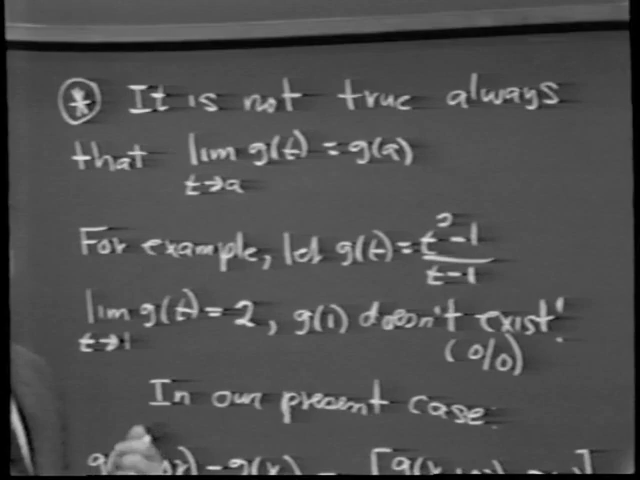 * It is not true always
that lim g(t) = g(a)
t→a
For example, let g(t) = t²-1
t-1
lim g(t) = 2, g(1) doesn't exist!
t→1 (0/0)
In our present case